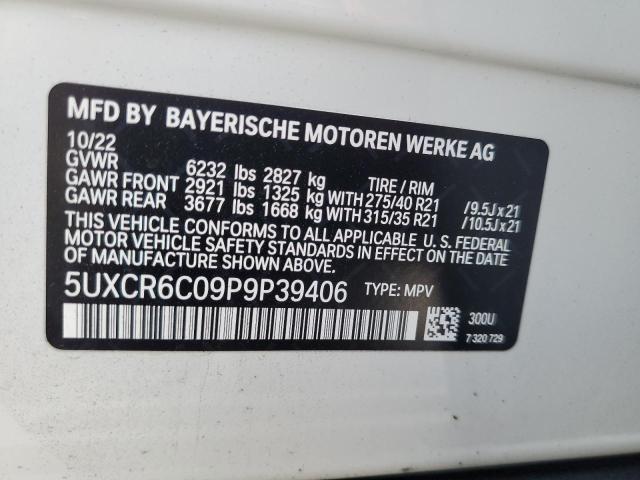 MFD BY BAYERISCHE MOTOREN WERKE AG
10/22
GVWR 6232 lbs 2827 kg TIRE / RIM
GAWR FRONT 2921 lbs 1325 kg WITH 275/40 R21 /9.5J x 21
GAWR REAR 3677 lbs 1668 kg WITH 315/35 R21 /10.5J x 21
THIS VEHICLE CONFORMS TO ALL APPLICABLE U. S. FEDERAL
MOTOR VEHICLE SAFETY STANDARDS IN EFFECT ON THE DATE
OF MANUFACTURE SHOWN ABOVE.
5UXCR6C09P9P39406 TYPE: MPV
300U
7 320 729